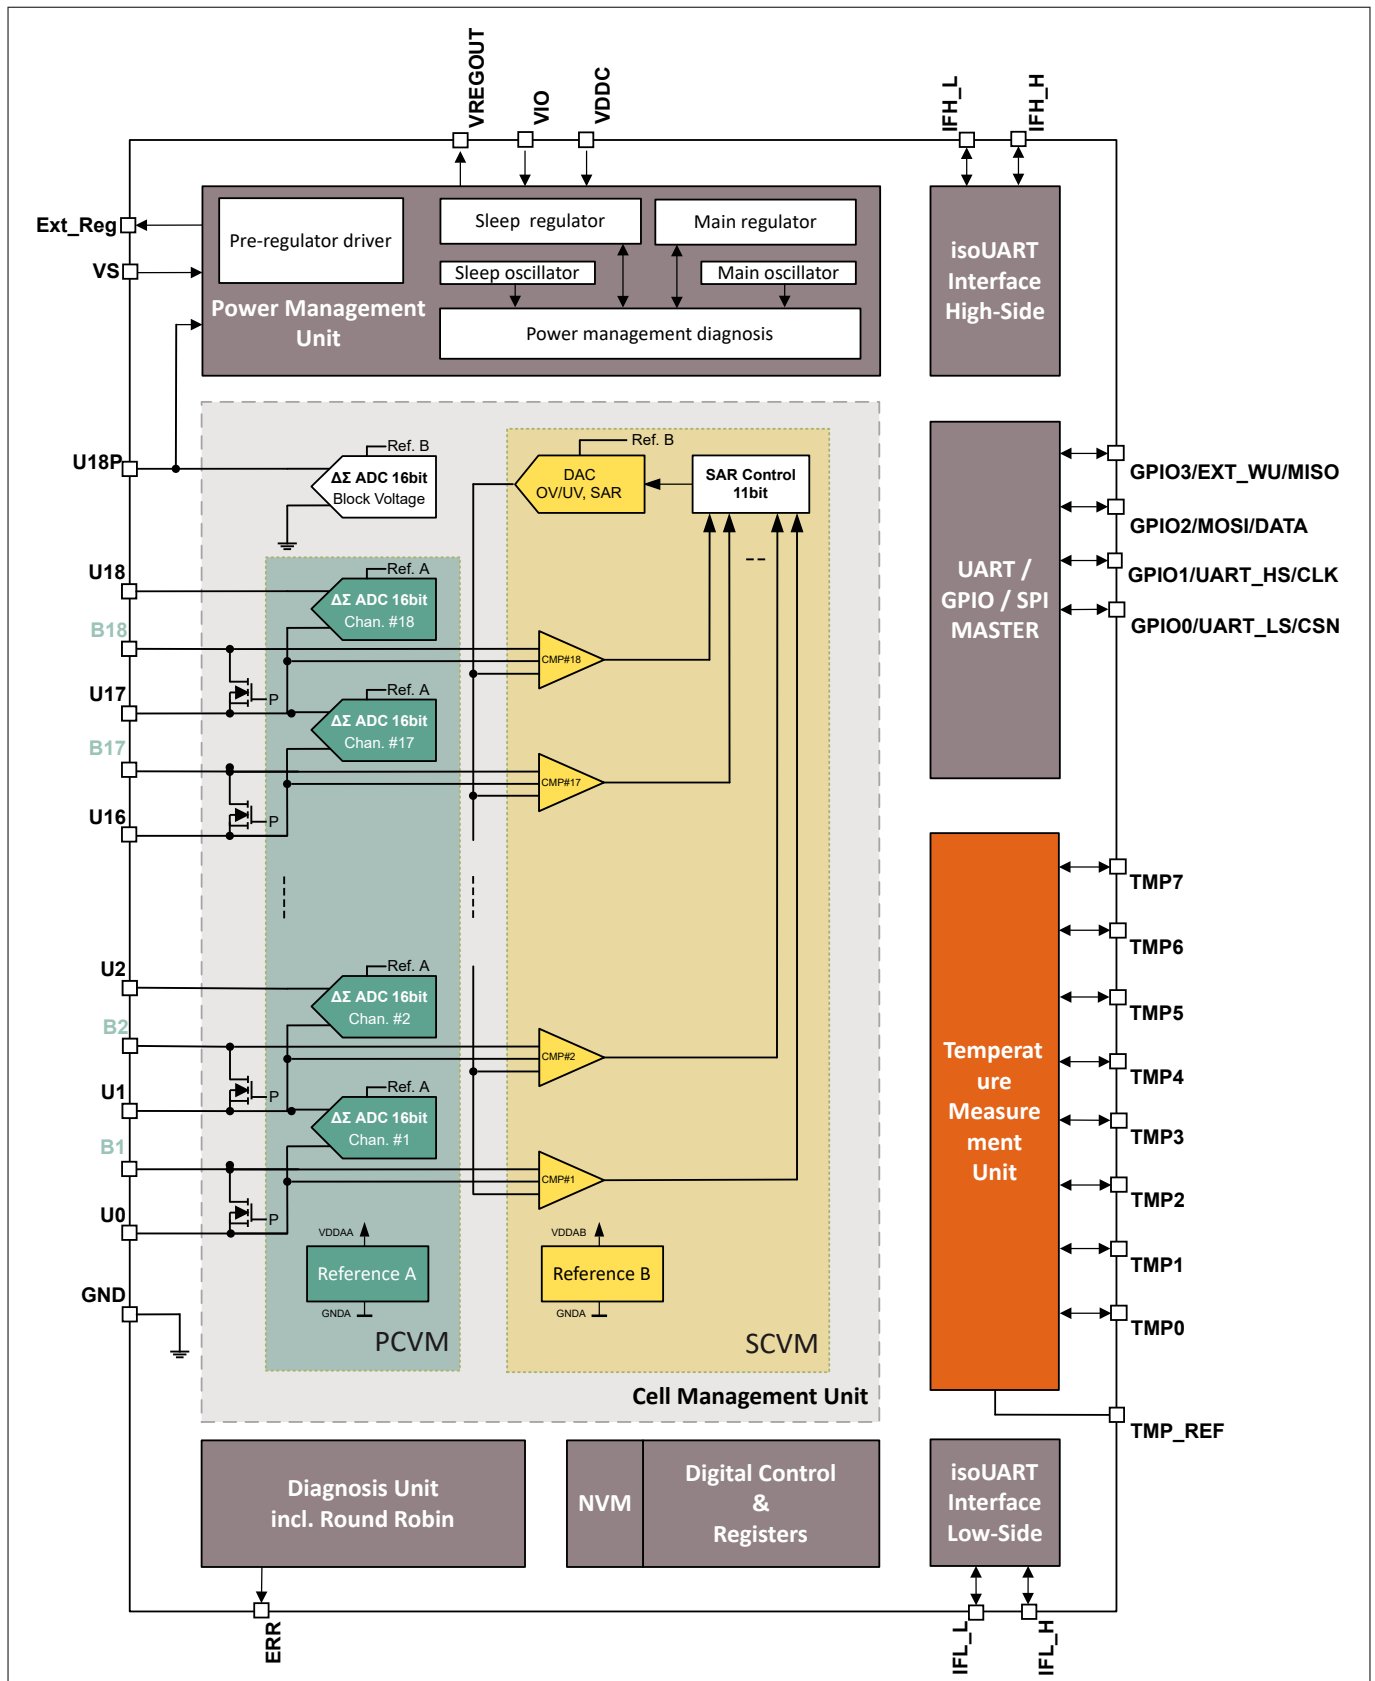 VREGOUT
VIO
VDDC
IFH_L
IFH_H
Ext_Reg
VS
Pre-regulator driver
Sleep regulator
Main regulator
Sleep oscillator
Main oscillator
Power management diagnosis
Power Management
Unit
isoUART
Interface
High-Side
U18P
Ref. B
ΔΣ ADC 16bit
Block Voltage
Ref. B
DAC
OV/UV, SAR
SAR Control
11bit
UART /
GPIO / SPI
MASTER
GPIO3/EXT_WU/MISO
GPIO2/MOSI/DATA
GPIO1/UART_HS/CLK
GPIO0/UART_LS/CSN
U18
Ref. A
ΔΣ ADC 16bit
Chan. #18
B18
CMP#18
P
U17
Ref. A
ΔΣ ADC 16bit
Chan. #17
B17
CMP#17
P
U16
U2
Ref. A
ΔΣ ADC 16bit
Chan. #2
B2
CMP#2
P
U1
Ref. A
ΔΣ ADC 16bit
Chan. #1
B1
CMP#1
P
U0
GND
VDDAA
Reference A
GNDA
PCVM
VDDAB
Reference B
GNDA
SCVM
Cell Management Unit
Temperat
ure
Measure
ment
Unit
TMP7
TMP6
TMP5
TMP4
TMP3
TMP2
TMP1
TMP0
TMP_REF
Diagnosis Unit
incl. Round Robin
NVM
Digital Control
&
Registers
isoUART
Interface
Low-Side
ERR
IFL_L
IFL_H